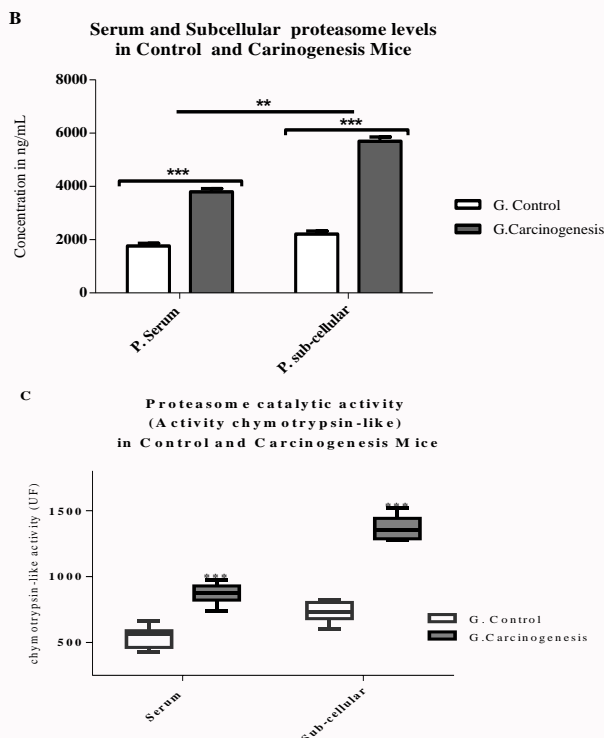 B
Serum and Subcellular proteasome levels
in Control and Carinogenesis Mice
8000
6000
4000
2000
0
Concentration in ng/mL
**
***
***
G. Control
G.Carcinogenesis
P. Serum
P. sub-cellular
C
Proteasome catalytic activity
(Activity chymotrypsin-like)
in Control and Carcinogenesis Mice
1500
1000
500
chymotrypsin-like activity (UF)
***
***
G. Control
G.Carcinogenesis
Serum
Sub-cellular